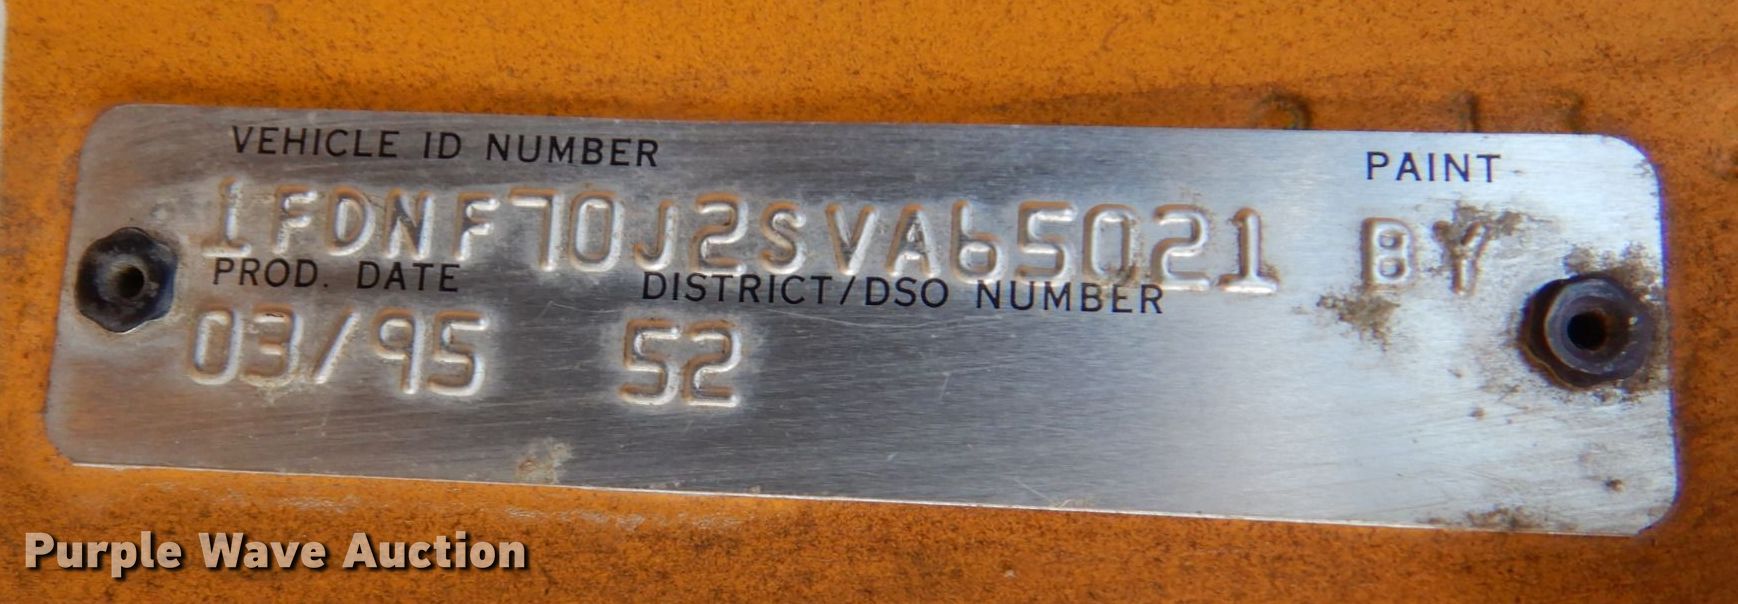 VEHICLE ID NUMBER PAINT
1FDNF70J2SVA65021 BY
PROD. DATE DISTRICT/DSO NUMBER
03/95 52
Purple Wave Auction